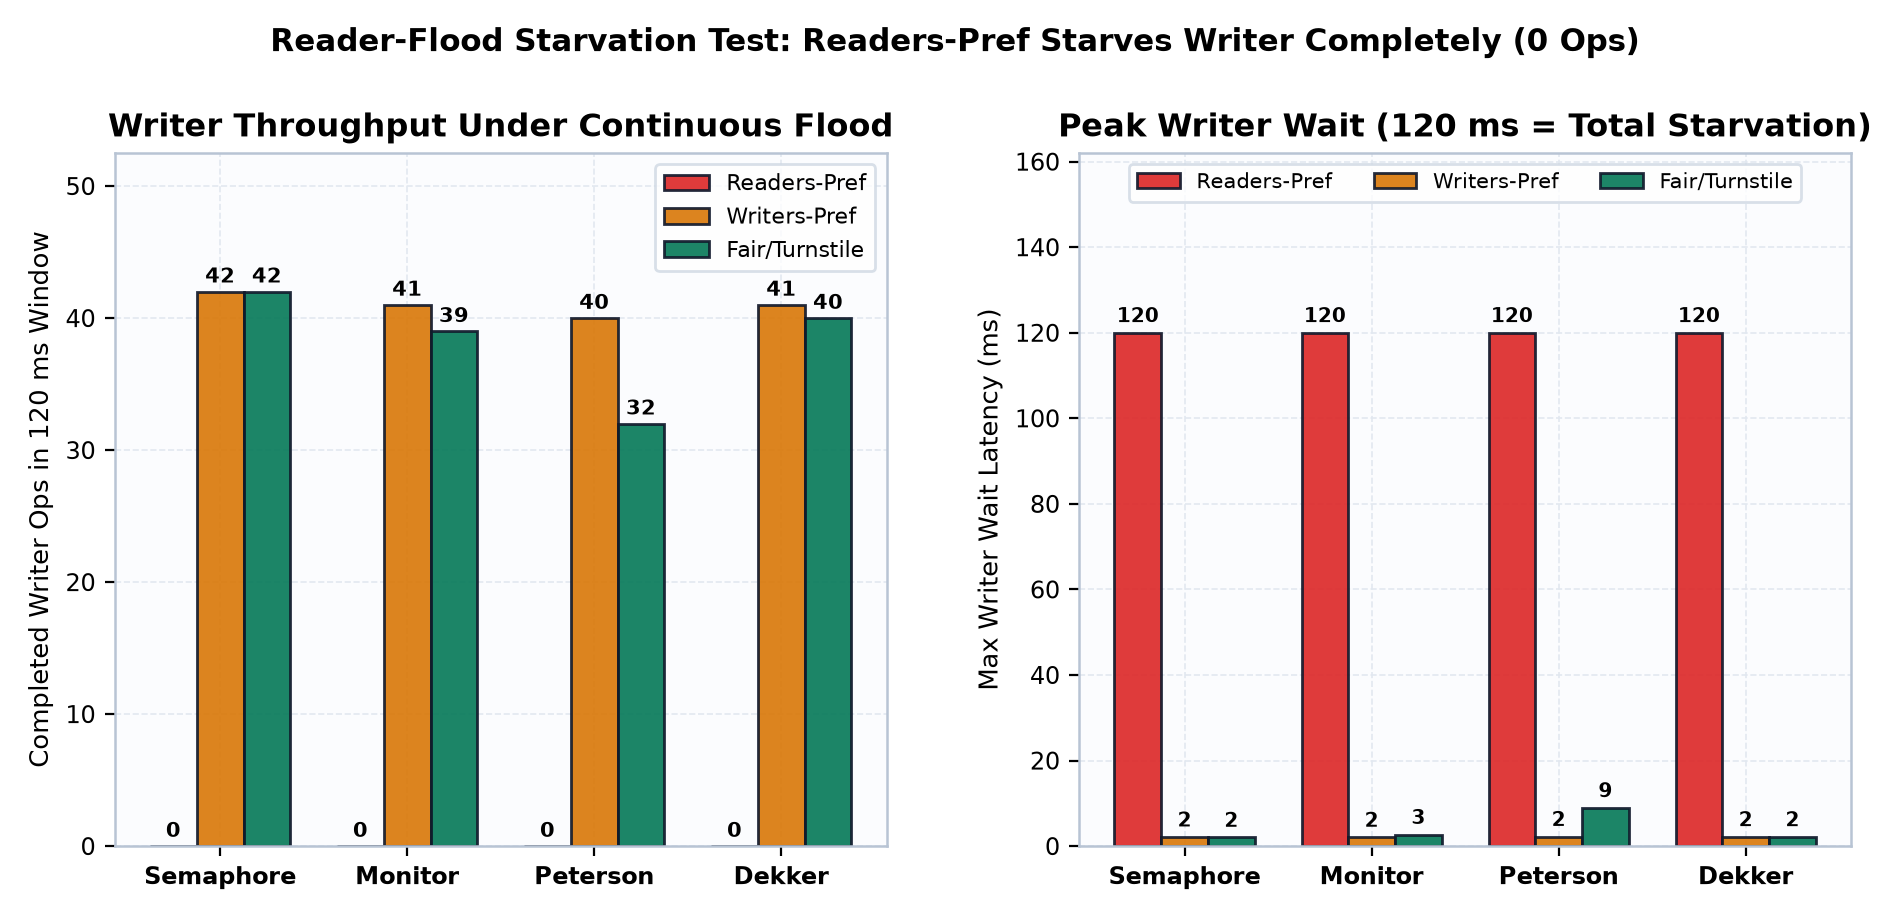 Reader-Flood Starvation Test: Readers-Pref Starves Writer Completely (0 Ops)
Writer Throughput Under Continuous Flood
Completed Writer Ops in 120 ms Window
50
40
30
20
10
0
Readers-Pref
Writers-Pref
Fair/Turnstile
0 42 42
0 41 39
0 40 32
0 41 40
Semaphore Monitor Peterson Dekker
Peak Writer Wait (120 ms = Total Starvation)
Max Writer Wait Latency (ms)
160
140
120
100
80
60
40
20
0
Readers-Pref Writers-Pref Fair/Turnstile
120 2 2
120 2 3
120 2 9
120 2 2
Semaphore Monitor Peterson Dekker